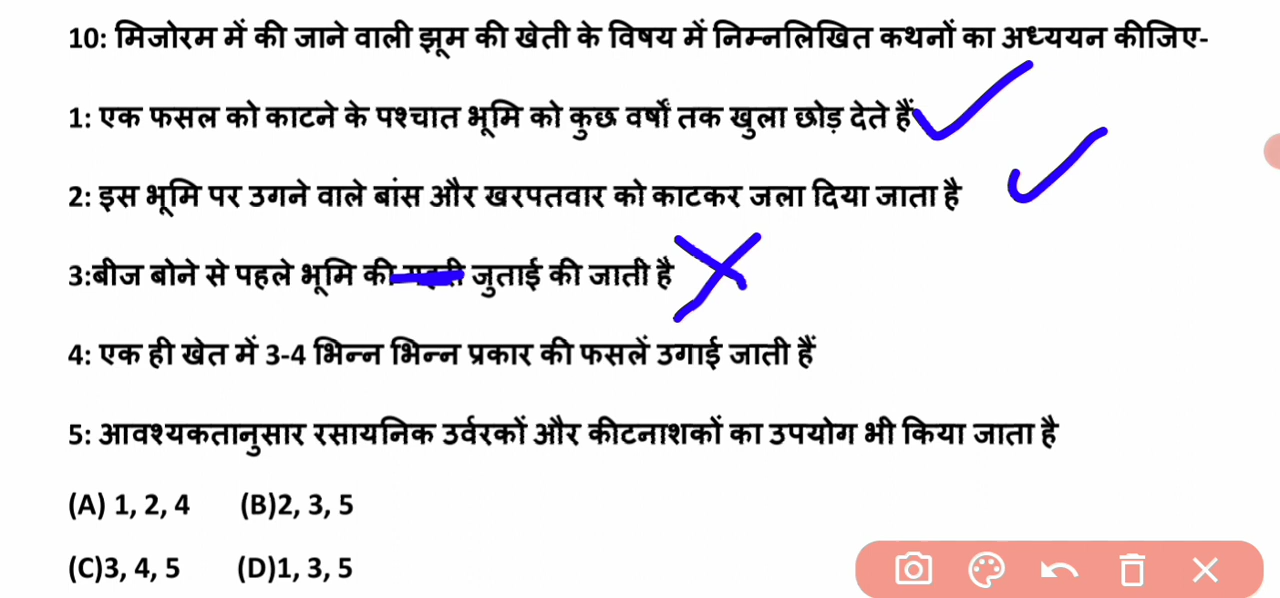 10: मिजोरम में की जाने वाली झूम की खेती के विषय में निम्नलिखित कथनों का अध्ययन कीजिए-
1: एक फसल को काटने के पश्चात भूमि को कुछ वर्षों तक खुला छोड़ देते हैं
2: इस भूमि पर उगने वाले बांस और खरपतवार को काटकर जला दिया जाता है
3:बीज बोने से पहले भूमि की जुताई की जाती है
4: एक ही खेत में 3-4 भिन्न भिन्न प्रकार की फसलें उगाई जाती हैं
5: आवश्यकतानुसार रसायनिक उर्वरकों और कीटनाशकों का उपयोग भी किया जाता है
(A) 1, 2, 4 (B)2, 3, 5
(C)3, 4, 5 (D)1, 3, 5